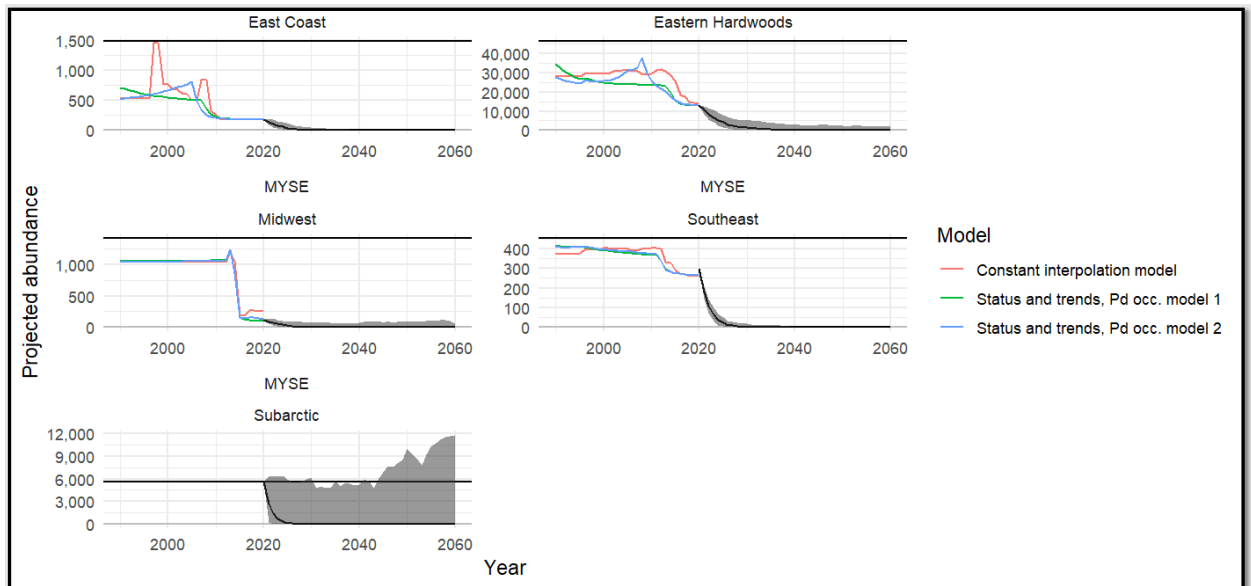 East Coast
Eastern Hardwoods
1,500
1,000
500
0
40,000
30,000
20,000
10,000
0
2000 2020 2040 2060
2000 2020 2040 2060
MYSE
MYSE
Midwest
Southeast
1,000
500
0
400
300
200
100
0
2000 2020 2040 2060
2000 2020 2040 2060
MYSE
Subarctic
12,000
9,000
6,000
3,000
0
2000 2020 2040 2060
Projected abundance
Year
Model
Constant interpolation model
Status and trends, Pd occ. model 1
Status and trends, Pd occ. model 2